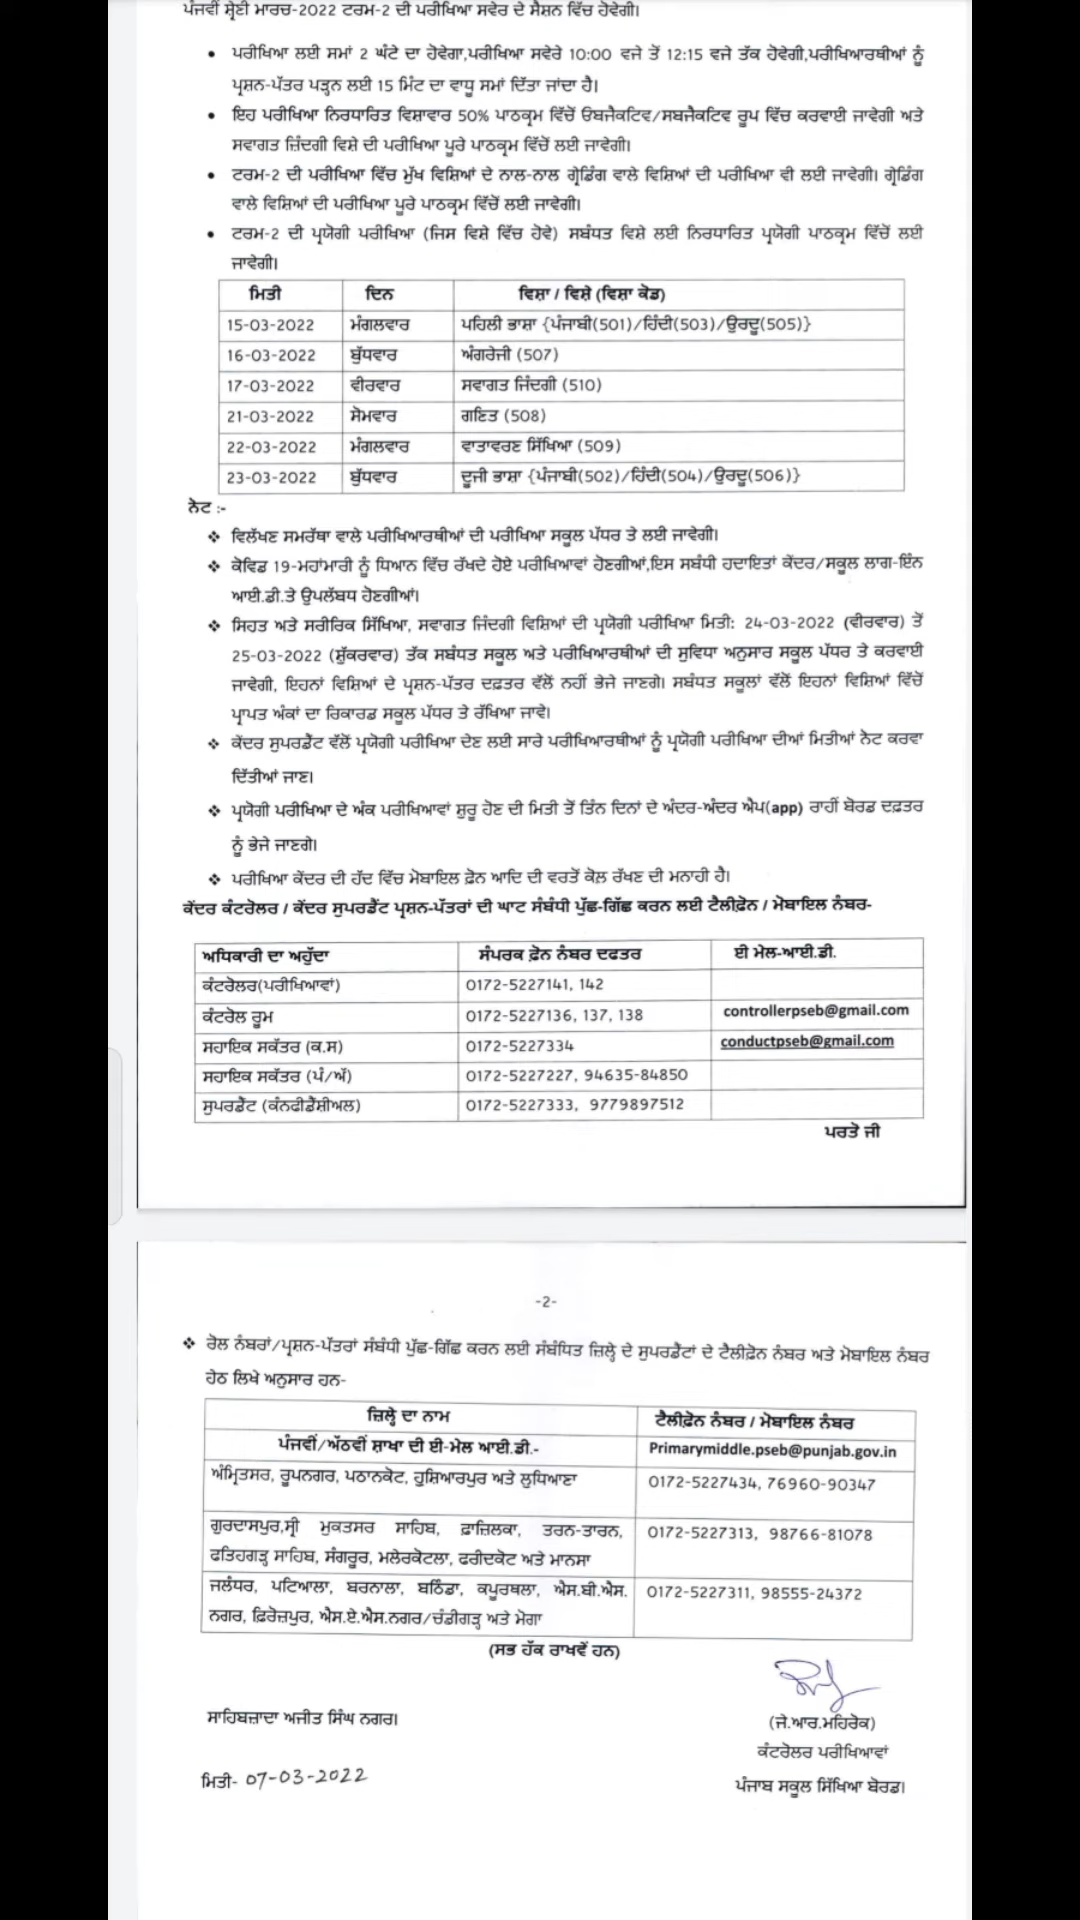 ਪੰਜਵੀਂ ਸ਼੍ਰੇਣੀ ਮਾਰਚ-2022 ਟਰਮ-2 ਦੀ ਪਰੀਖਿਆ ਸਵੇਰ ਦੇ ਸੈਸ਼ਨ ਵਿੱਚ ਹੋਵੇਗੀ।
• ਪਰੀਖਿਆ ਲਈ ਸਮਾਂ 2 ਘੰਟੇ ਦਾ ਹੋਵੇਗਾ,ਪਰੀਖਿਆ ਸਵੇਰੇ 10:00 ਵਜੇ ਤੋਂ 12:15 ਵਜੇ ਤੱਕ ਹੋਵੇਗੀ,ਪਰੀਖਿਆਰਥੀਆਂ ਨੂੰ
ਪ੍ਰਸ਼ਨ-ਪੱਤਰ ਪੜ੍ਹਨ ਲਈ 15 ਮਿੰਟ ਦਾ ਵਾਧੂ ਸਮਾਂ ਦਿੱਤਾ ਜਾਂਦਾ ਹੈ।
• ਇਹ ਪਰੀਖਿਆ ਨਿਰਧਾਰਿਤ ਵਿਸ਼ਾਵਾਰ 50% ਪਾਠਕ੍ਰਮ ਵਿੱਚੋਂ ਓਬਜੈਕਟਿਵ/ਸਬਜੈਕਟਿਵ ਰੂਪ ਵਿੱਚ ਕਰਵਾਈ ਜਾਵੇਗੀ ਅਤੇ
ਸਵਾਗਤ ਜ਼ਿੰਦਗੀ ਵਿਸ਼ੇ ਦੀ ਪਰੀਖਿਆ ਪੂਰੇ ਪਾਠਕ੍ਰਮ ਵਿੱਚੋਂ ਲਈ ਜਾਵੇਗੀ।
• ਟਰਮ-2 ਦੀ ਪਰੀਖਿਆ ਵਿੱਚ ਮੁੱਖ ਵਿਸ਼ਿਆਂ ਦੇ ਨਾਲ-ਨਾਲ ਗ੍ਰੇਡਿੰਗ ਵਾਲੇ ਵਿਸ਼ਿਆਂ ਦੀ ਪਰੀਖਿਆ ਵੀ ਲਈ ਜਾਵੇਗੀ। ਗ੍ਰੇਡਿੰਗ
ਵਾਲੇ ਵਿਸ਼ਿਆਂ ਦੀ ਪਰੀਖਿਆ ਪੂਰੇ ਪਾਠਕ੍ਰਮ ਵਿੱਚੋਂ ਲਈ ਜਾਵੇਗੀ।
• ਟਰਮ-2 ਦੀ ਪ੍ਰਯੋਗੀ ਪਰੀਖਿਆ (ਜਿਸ ਵਿਸ਼ੇ ਵਿੱਚ ਹੋਵੇ) ਸਬੰਧਤ ਵਿਸ਼ੇ ਲਈ ਨਿਰਧਾਰਿਤ ਪ੍ਰਯੋਗੀ ਪਾਠਕ੍ਰਮ ਵਿੱਚੋਂ ਲਈ
ਜਾਵੇਗੀ।
ਮਿਤੀ ਦਿਨ ਵਿਸ਼ਾ / ਵਿਸ਼ੇ (ਵਿਸ਼ਾ ਕੋਡ)
15-03-2022 ਮੰਗਲਵਾਰ ਪਹਿਲੀ ਭਾਸ਼ਾ {ਪੰਜਾਬੀ(501)/ਹਿੰਦੀ(503)/ਉਰਦੂ(505)}
16-03-2022 ਬੁੱਧਵਾਰ ਅੰਗਰੇਜੀ (507)
17-03-2022 ਵੀਰਵਾਰ ਸਵਾਗਤ ਜਿੰਦਗੀ (510)
21-03-2022 ਸੋਮਵਾਰ ਗਣਿਤ (508)
22-03-2022 ਮੰਗਲਵਾਰ ਵਾਤਾਵਰਣ ਸਿੱਖਿਆ (509)
23-03-2022 ਬੁੱਧਵਾਰ ਦੂਜੀ ਭਾਸ਼ਾ {ਪੰਜਾਬੀ(502)/ਹਿੰਦੀ(504)/ਉਰਦੂ(506)}
ਨੋਟ :-
❖ ਵਿਲੱਖਣ ਸਮਰੱਥਾ ਵਾਲੇ ਪਰੀਖਿਆਰਥੀਆਂ ਦੀ ਪਰੀਖਿਆ ਸਕੂਲ ਪੱਧਰ ਤੇ ਲਈ ਜਾਵੇਗੀ।
❖ ਕੋਵਿਡ 19-ਮਹਾਂਮਾਰੀ ਨੂੰ ਧਿਆਨ ਵਿੱਚ ਰੱਖਦੇ ਹੋਏ ਪਰੀਖਿਆਵਾਂ ਹੋਣਗੀਆਂ,ਇਸ ਸਬੰਧੀ ਹਦਾਇਤਾਂ ਕੇਂਦਰ/ਸਕੂਲ ਲਾਗ-ਇੰਨ
ਆਈ.ਡੀ.ਤੇ ਉਪਲੱਬਧ ਹੋਣਗੀਆਂ।
❖ ਸਿਹਤ ਅਤੇ ਸਰੀਰਿਕ ਸਿੱਖਿਆ, ਸਵਾਗਤ ਜਿੰਦਗੀ ਵਿਸ਼ਿਆਂ ਦੀ ਪ੍ਰਯੋਗੀ ਪਰੀਖਿਆ ਮਿਤੀ: 24-03-2022 (ਵੀਰਵਾਰ) ਤੋਂ
25-03-2022 (ਸ਼ੁੱਕਰਵਾਰ) ਤੱਕ ਸਬੰਧਤ ਸਕੂਲ ਅਤੇ ਪਰੀਖਿਆਰਥੀਆਂ ਦੀ ਸੁਵਿਧਾ ਅਨੁਸਾਰ ਸਕੂਲ ਪੱਧਰ ਤੇ ਕਰਵਾਈ
ਜਾਵੇਗੀ, ਇਹਨਾਂ ਵਿਸ਼ਿਆਂ ਦੇ ਪ੍ਰਸ਼ਨ-ਪੱਤਰ ਦਫ਼ਤਰ ਵੱਲੋਂ ਨਹੀਂ ਭੇਜੇ ਜਾਣਗੇ। ਸਬੰਧਤ ਸਕੂਲਾਂ ਵੱਲੋਂ ਇਹਨਾਂ ਵਿਸ਼ਿਆਂ ਵਿੱਚੋਂ
ਪ੍ਰਾਪਤ ਅੰਕਾਂ ਦਾ ਰਿਕਾਰਡ ਸਕੂਲ ਪੱਧਰ ਤੇ ਰੱਖਿਆ ਜਾਵੇ।
❖ ਕੇਂਦਰ ਸੁਪਰਡੈਂਟ ਵੱਲੋਂ ਪ੍ਰਯੋਗੀ ਪਰੀਖਿਆ ਦੇਣ ਲਈ ਸਾਰੇ ਪਰੀਖਿਆਰਥੀਆਂ ਨੂੰ ਪ੍ਰਯੋਗੀ ਪਰੀਖਿਆ ਦੀਆਂ ਮਿਤੀਆਂ ਨੋਟ ਕਰਵਾ
ਦਿੱਤੀਆਂ ਜਾਣ।
❖ ਪ੍ਰਯੋਗੀ ਪਰੀਖਿਆ ਦੇ ਅੰਕ ਪਰੀਖਿਆਵਾਂ ਸ਼ੁਰੂ ਹੋਣ ਦੀ ਮਿਤੀ ਤੋਂ ਤਿੰਨ ਦਿਨਾਂ ਦੇ ਅੰਦਰ-ਅੰਦਰ ਐਪ(app) ਰਾਹੀਂ ਬੋਰਡ ਦਫ਼ਤਰ
ਨੂੰ ਭੇਜੇ ਜਾਣਗੇ।
❖ ਪਰੀਖਿਆ ਕੇਂਦਰ ਦੀ ਹੱਦ ਵਿੱਚ ਮੋਬਾਇਲ ਫ਼ੋਨ ਆਦਿ ਦੀ ਵਰਤੋਂ ਕੋਲ ਰੱਖਣ ਦੀ ਮਨਾਹੀ ਹੈ।
ਕੇਂਦਰ ਕੰਟਰੋਲਰ / ਕੇਂਦਰ ਸੁਪਰਡੈਂਟ ਪ੍ਰਸ਼ਨ-ਪੱਤਰਾਂ ਦੀ ਘਾਟ ਸੰਬੰਧੀ ਪੁੱਛ-ਗਿੱਛ ਕਰਨ ਲਈ ਟੈਲੀਫ਼ੋਨ / ਮੋਬਾਇਲ ਨੰਬਰ-
ਅਧਿਕਾਰੀ ਦਾ ਅਹੁੱਦਾ ਸੰਪਰਕ ਫ਼ੋਨ ਨੰਬਰ ਦਫਤਰ ਈ ਮੇਲ-ਆਈ.ਡੀ.
ਕੰਟਰੋਲਰ(ਪਰੀਖਿਆਵਾਂ) 0172-5227141, 142
ਕੰਟਰੋਲ ਰੂਮ 0172-5227136, 137, 138 controllerpseb@gmail.com
ਸਹਾਇਕ ਸਕੱਤਰ (ਕ.ਸ) 0172-5227334 conductpseb@gmail.com
ਸਹਾਇਕ ਸਕੱਤਰ (ਪੰ/ਅੱ) 0172-5227227, 94635-84850
ਸੁਪਰਡੈਂਟ (ਕੰਨਫੀਡੈਂਸ਼ੀਅਲ) 0172-5227333, 9779897512
ਪਰਤੋ ਜੀ
-2-
❖ ਰੋਲ ਨੰਬਰਾਂ/ਪ੍ਰਸ਼ਨ-ਪੱਤਰਾਂ ਸੰਬੰਧੀ ਪੁੱਛ-ਗਿੱਛ ਕਰਨ ਲਈ ਸੰਬੰਧਿਤ ਜ਼ਿਲ੍ਹੇ ਦੇ ਸੁਪਰਡੈਂਟਾਂ ਦੇ ਟੈਲੀਫ਼ੋਨ ਨੰਬਰ ਅਤੇ ਮੋਬਾਇਲ ਨੰਬਰ
ਹੇਠ ਲਿਖੇ ਅਨੁਸਾਰ ਹਨ-
ਜ਼ਿਲ੍ਹੇ ਦਾ ਨਾਮ ਟੈਲੀਫ਼ੋਨ ਨੰਬਰ / ਮੋਬਾਇਲ ਨੰਬਰ
ਪੰਜਵੀਂ/ਅੱਠਵੀਂ ਸ਼ਾਖਾ ਦੀ ਈ-ਮੇਲ ਆਈ.ਡੀ.- Primarymiddle.pseb@punjab.gov.in
ਅੰਮ੍ਰਿਤਸਰ, ਰੂਪਨਗਰ, ਪਠਾਨਕੋਟ, ਹੁਸ਼ਿਆਰਪੁਰ ਅਤੇ ਲੁਧਿਆਣਾ 0172-5227434, 76960-90347
ਗੁਰਦਾਸਪੁਰ,ਸ੍ਰੀ ਮੁਕਤਸਰ ਸਾਹਿਬ, ਫ਼ਾਜ਼ਿਲਕਾ, ਤਰਨ-ਤਾਰਨ, 0172-5227313, 98766-81078
ਫਤਿਹਗੜ੍ਹ ਸਾਹਿਬ, ਸੰਗਰੂਰ, ਮਲੇਰਕੋਟਲਾ, ਫਰੀਦਕੋਟ ਅਤੇ ਮਾਨਸਾ
ਜਲੰਧਰ, ਪਟਿਆਲਾ, ਬਰਨਾਲਾ, ਬਠਿੰਡਾ, ਕਪੂਰਥਲਾ, ਐਸ.ਬੀ.ਐਸ. 0172-5227311, 98555-24372
ਨਗਰ, ਫ਼ਿਰੋਜ਼ਪੁਰ, ਐਸ.ਏ.ਐਸ.ਨਗਰ/ਚੰਡੀਗੜ੍ਹ ਅਤੇ ਮੋਗਾ
(ਸਭ ਹੱਕ ਰਾਖਵੇਂ ਹਨ)
ਸਾਹਿਬਜ਼ਾਦਾ ਅਜੀਤ ਸਿੰਘ ਨਗਰ।
(ਜੇ.ਆਰ.ਮਹਿਰੋਕ)
ਕੰਟਰੋਲਰ ਪਰੀਖਿਆਵਾਂ
ਮਿਤੀ- 07-03-2022
ਪੰਜਾਬ ਸਕੂਲ ਸਿੱਖਿਆ ਬੋਰਡ।